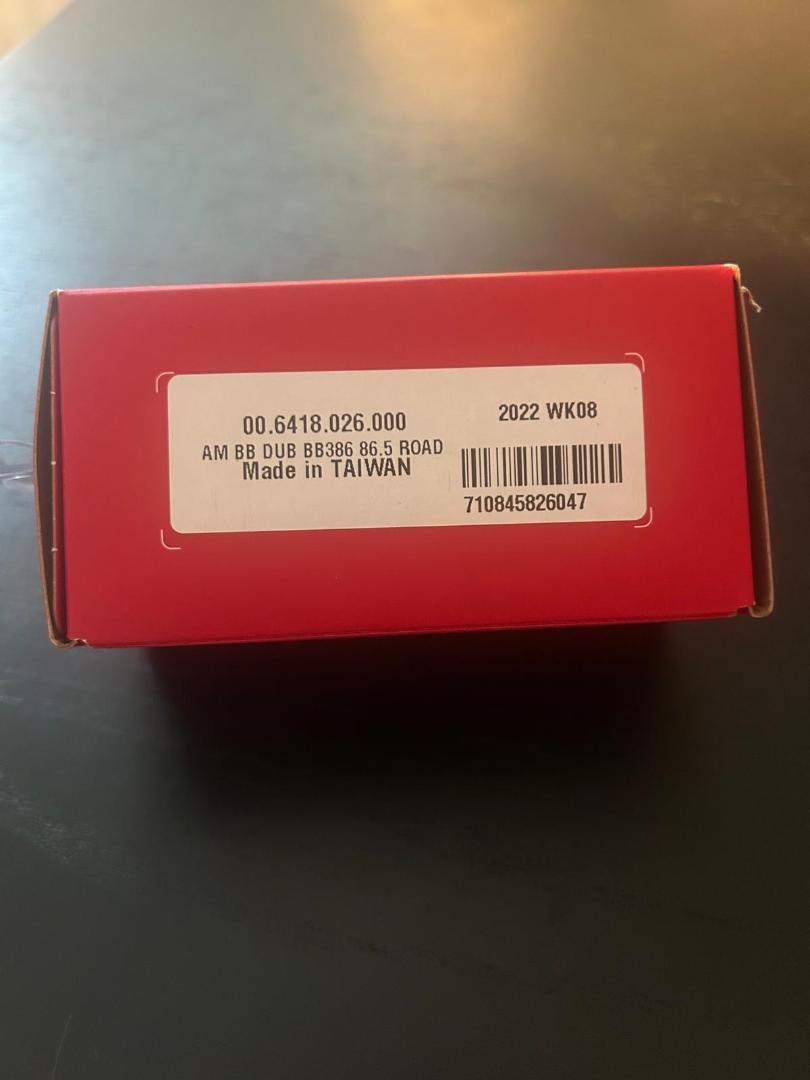 00.6418.026.000
AM BB DUB BB386 86.5 ROAD
Made in TAIWAN
2022 WK08
710845826047